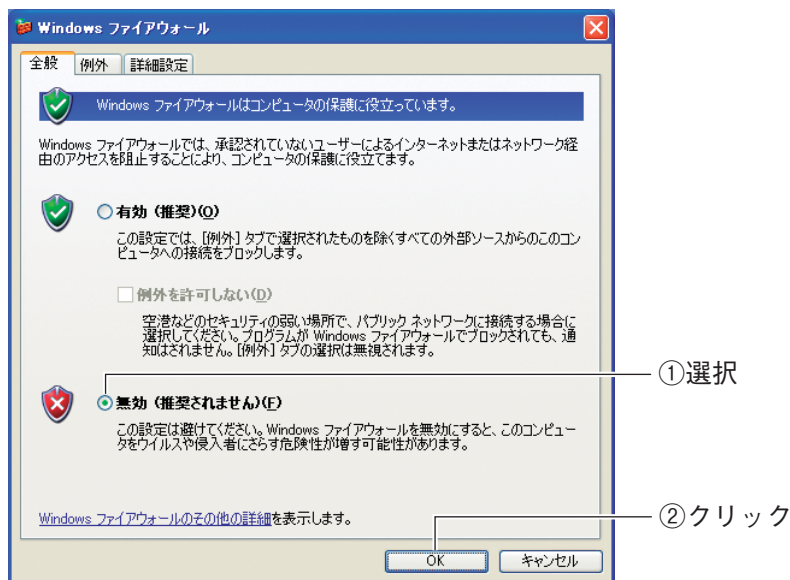 Windows ファイアウォール
全般
例外
詳細設定
Windows ファイアウォールはコンピュータの保護に役立っています。
Windows ファイアウォールでは、承認されていないユーザーによるインターネットまたはネットワーク経
由のアクセスを阻止することにより、コンピュータの保護に役立てます。
有効 (推奨)(O)
この設定では、[例外] タブで選択されたものを除くすべての外部ソースからのこのコン
ピュータへの接続をブロックします。
例外を許可しない(D)
空港などのセキュリティの弱い場所で、パブリック ネットワークに接続する場合に
選択してください。プログラムが Windows ファイアウォールでブロックされても、通
知はされません。[例外] タブの選択は無視されます。
①選択
無効 (推奨されません)(F)
この設定は避けてください。Windows ファイアウォールを無効にすると、このコンピュー
タをウイルスや侵入者にさらす危険性が増す可能性があります。
Windows ファイアウォールのその他の詳細を表示します。
②クリック
OK
キャンセル